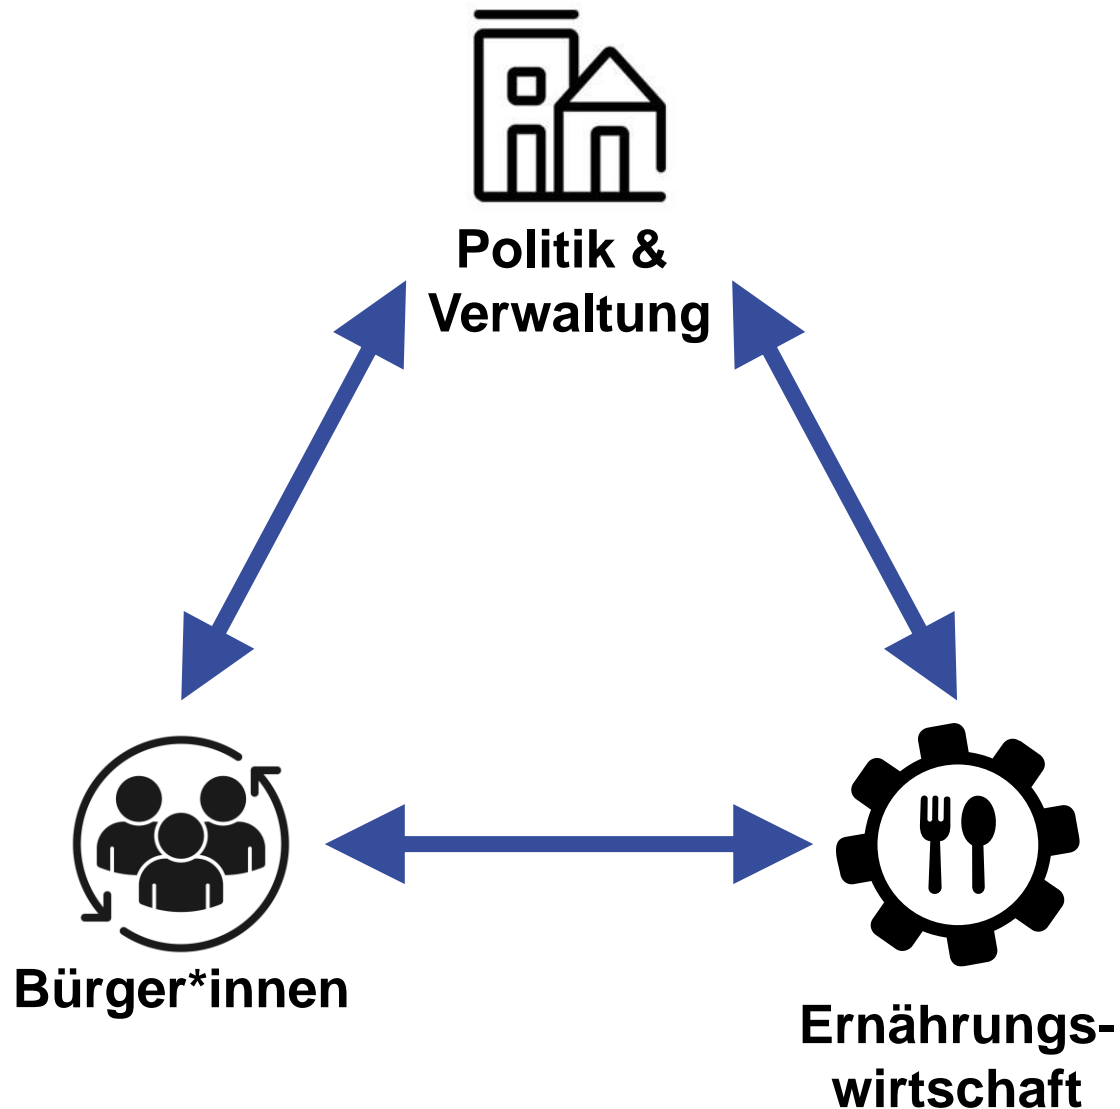 Politik &
Verwaltung
Bürger*innen
Ernährungs-
wirtschaft